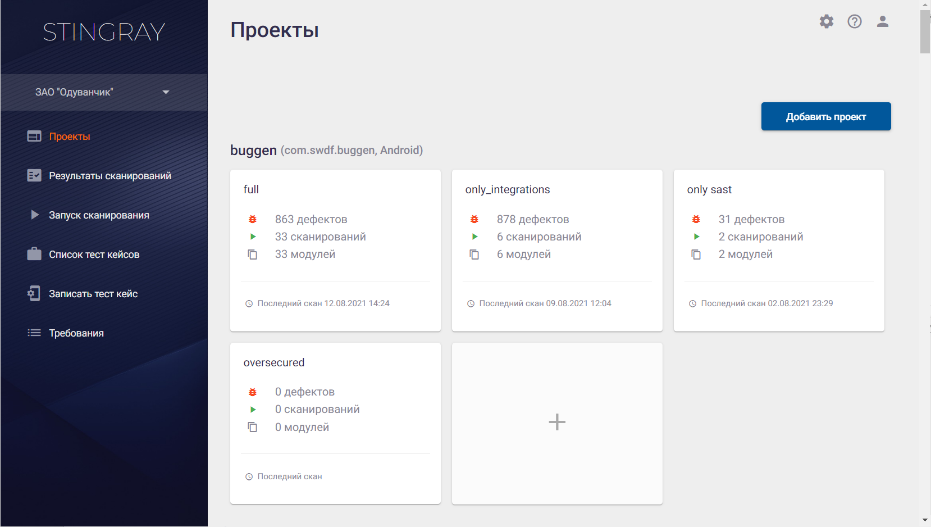 STINGRAY
ЗАО "Одуванчик"
Проекты
Результаты сканирований
Запуск сканирования
Список тест кейсов
Записать тест кейс
Требования
Проекты
Добавить проект
buggen (com.swdf.buggen, Android)
full
863 дефектов
33 сканирований
33 модулей
Последний скан 12.08.2021 14:24
only_integrations
878 дефектов
6 сканирований
6 модулей
Последний скан 09.08.2021 12:04
only sast
31 дефектов
2 сканирований
2 модулей
Последний скан 02.08.2021 23:29
oversecured
0 дефектов
0 сканирований
0 модулей
Последний скан